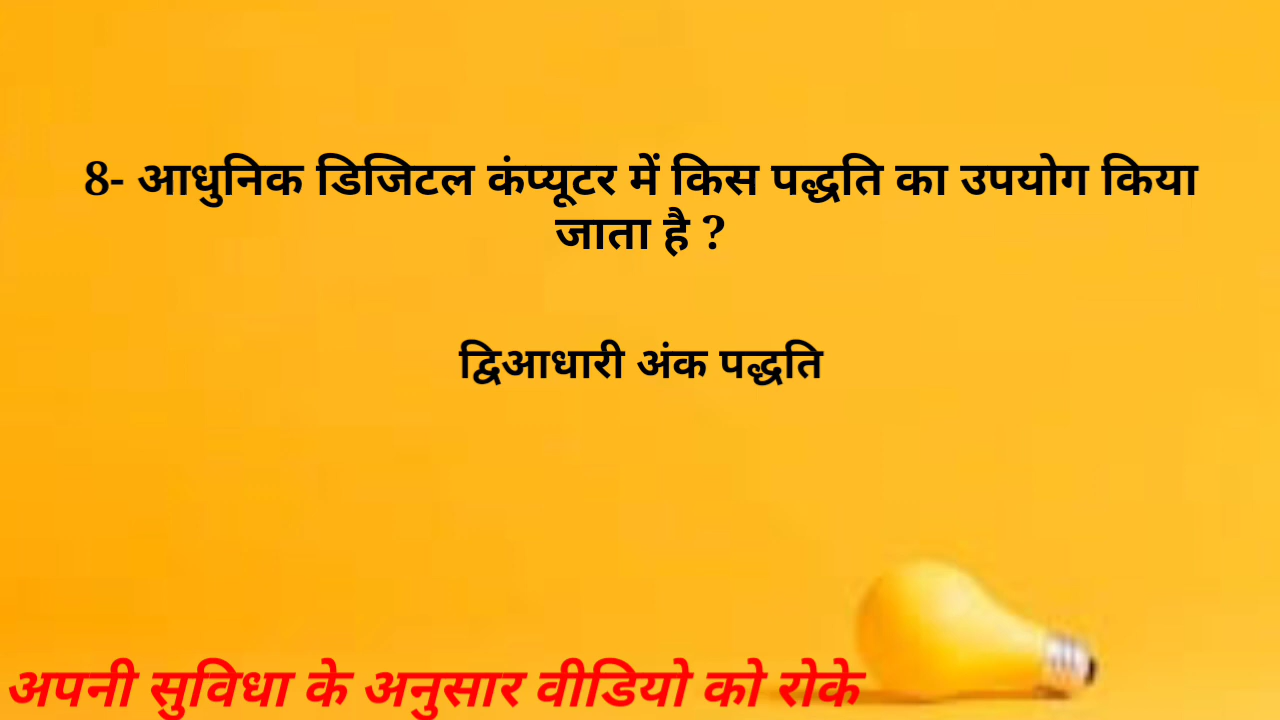 8- आधुनिक डिजिटल कंप्यूटर में किस पद्धति का उपयोग किया
जाता है ?
द्विआधारी अंक पद्धति
अपनी सुविधा के अनुसार वीडियो को रोके